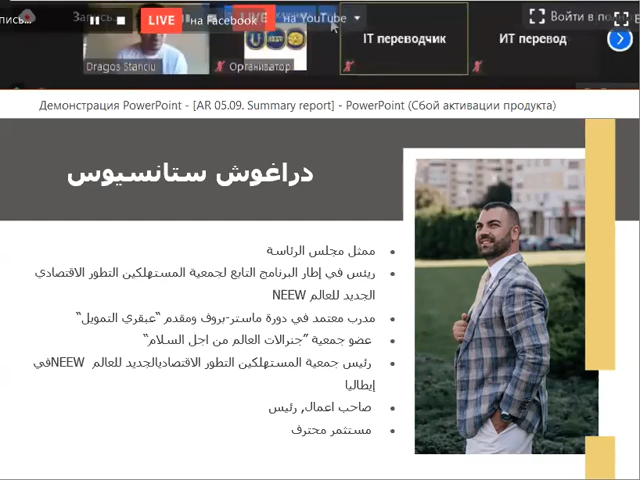 Запись...
LIVE на Facebook
LIVE на YouTube
Войти в
Dragos Stanciu
Организатор
IT переводчик
ИТ перевод
Демонстрация PowerPoint - [AR 05.09. Summary report] - PowerPoint (Сбой активации продукта)
دراغوش ستانسيوس
ممثل مجلس الرئاسة
ريئس في إطار البرنامج التابع لجمعية المستهلكين التطور الاقتصادي
الجديد للعالم NEEW
مدرب معتمد في دورة ماستر-بروف ومقدم “عبقري التمويل“
عضو جمعية “جنرالات العالم من اجل السلام“
رئيس جمعية المستهلكين التطور الاقتصاديالجديد للعالم NEEWفي
إيطاليا
صاحب اعمال, رئيس
مستثمر محترف